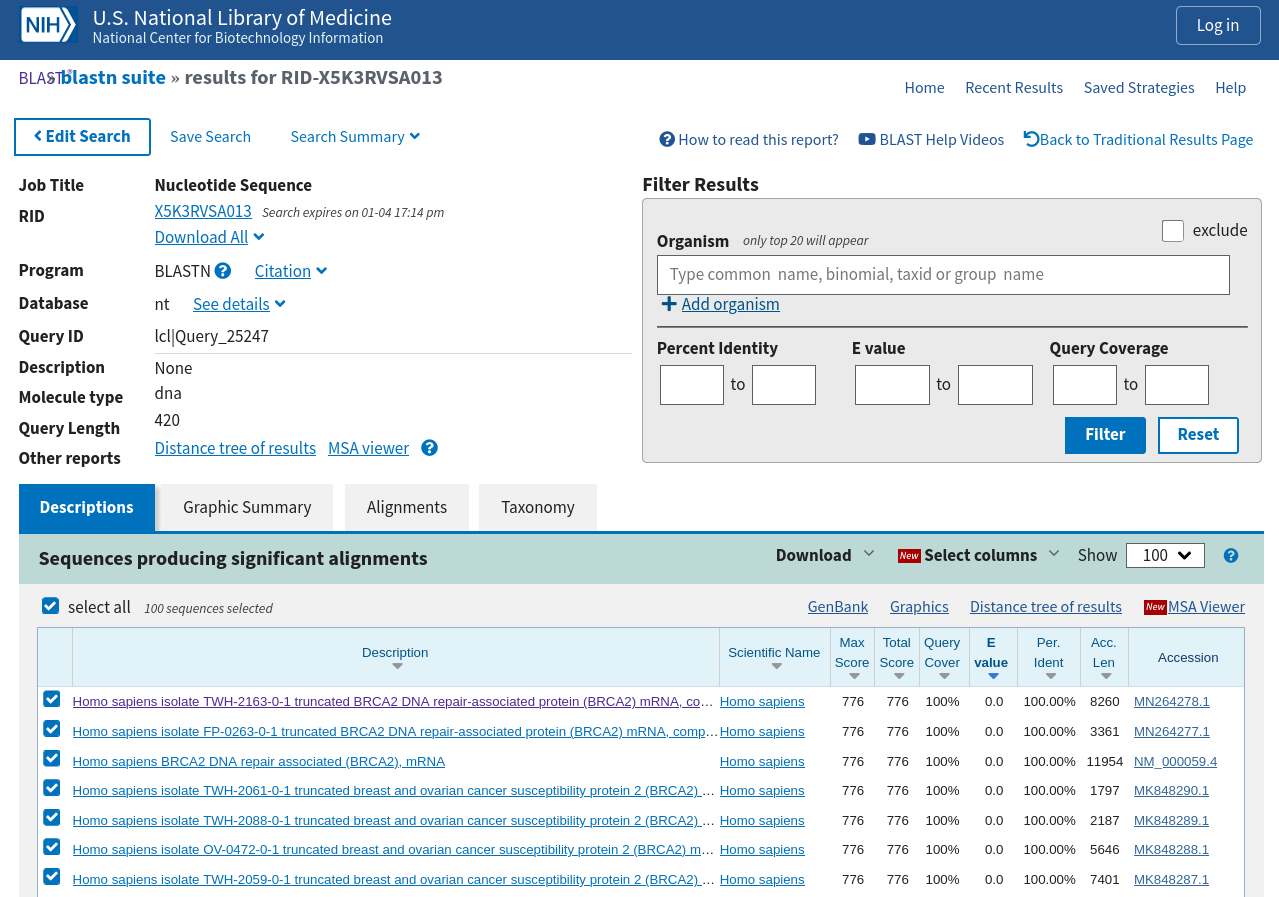 NIH U.S. National Library of Medicine
National Center for Biotechnology Information
Log in
BLAST® » blastn suite » results for RID-X5K3RVSA013
Home Recent Results Saved Strategies Help
Edit Search Save Search Search Summary
How to read this report? BLAST Help Videos Back to Traditional Results Page
Job Title Nucleotide Sequence
RID X5K3RVSA013 Search expires on 01-04 17:14 pm
Download All
Program BLASTN ? Citation
Database nt See details
Query ID lcl|Query_25247
Description None
Molecule type dna
Query Length 420
Other reports Distance tree of results MSA viewer ?
Filter Results
exclude
Organism only top 20 will appear
Type common name, binomial, taxid or group name
+ Add organism
Percent Identity E value Query Coverage
to to to
Filter Reset
Descriptions Graphic Summary Alignments Taxonomy
Sequences producing significant alignments Download New Select columns Show 100 ?
select all 100 sequences selected GenBank Graphics Distance tree of results New MSA Viewer
Description Scientific Name Max Score Total Score Query Cover E value Per. Ident Acc. Len Accession
Homo sapiens isolate TWH-2163-0-1 truncated BRCA2 DNA repair-associated protein (BRCA2) mRNA, co... Homo sapiens 776 776 100% 0.0 100.00% 8260 MN264278.1
Homo sapiens isolate FP-0263-0-1 truncated BRCA2 DNA repair-associated protein (BRCA2) mRNA, comp... Homo sapiens 776 776 100% 0.0 100.00% 3361 MN264277.1
Homo sapiens BRCA2 DNA repair associated (BRCA2), mRNA Homo sapiens 776 776 100% 0.0 100.00% 11954 NM_000059.4
Homo sapiens isolate TWH-2061-0-1 truncated breast and ovarian cancer susceptibility protein 2 (BRCA2) ... Homo sapiens 776 776 100% 0.0 100.00% 1797 MK848290.1
Homo sapiens isolate TWH-2088-0-1 truncated breast and ovarian cancer susceptibility protein 2 (BRCA2) ... Homo sapiens 776 776 100% 0.0 100.00% 2187 MK848289.1
Homo sapiens isolate OV-0472-0-1 truncated breast and ovarian cancer susceptibility protein 2 (BRCA2) m... Homo sapiens 776 776 100% 0.0 100.00% 5646 MK848288.1
Homo sapiens isolate TWH-2059-0-1 truncated breast and ovarian cancer susceptibility protein 2 (BRCA2) ... Homo sapiens 776 776 100% 0.0 100.00% 7401 MK848287.1